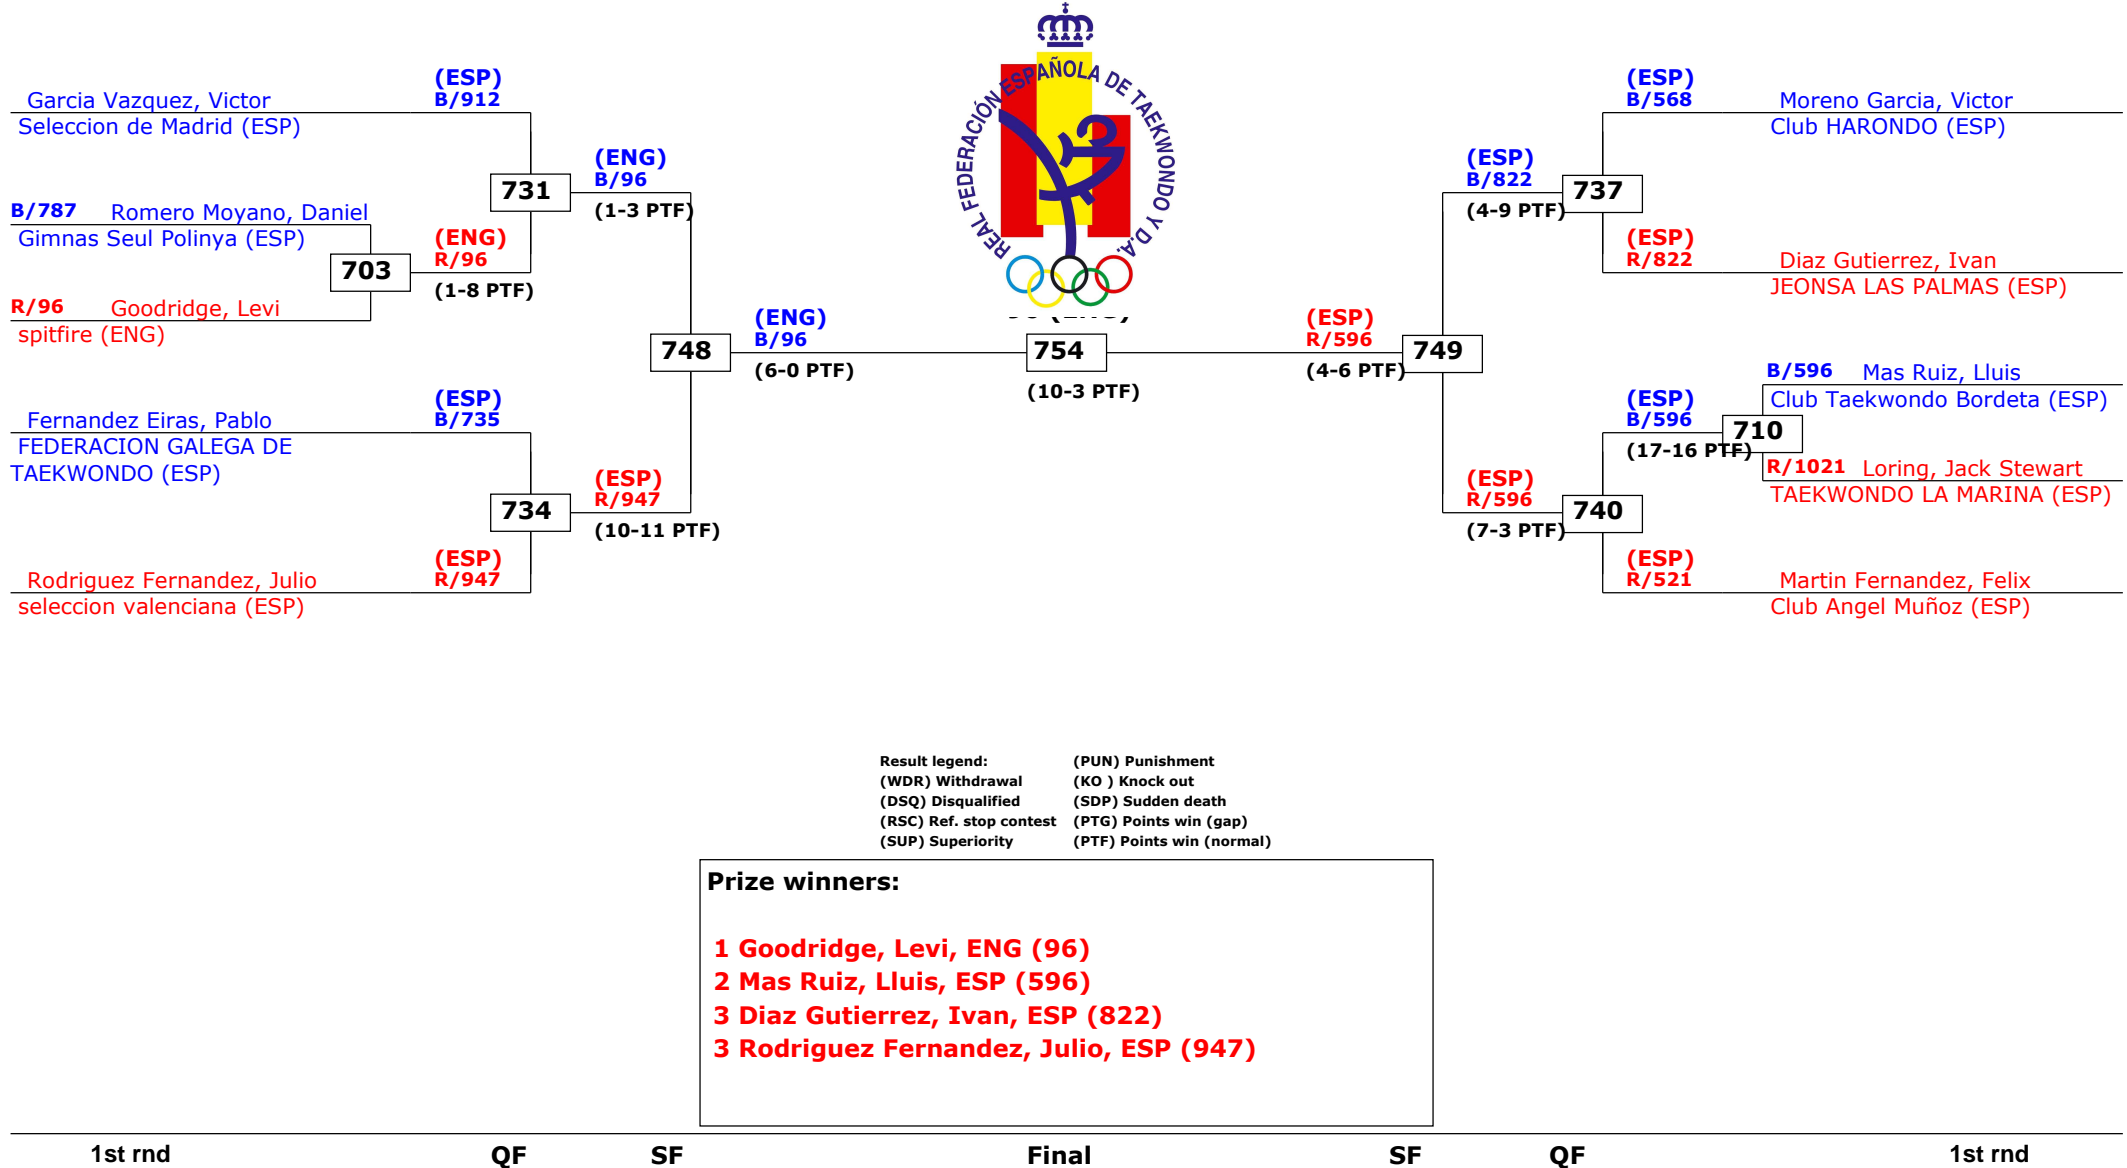 REAL FEDERACIÓN ESPAÑOLA DE TAEKWONDO Y D.A.
(ESP)
B/912
Garcia Vazquez, Victor
Seleccion de Madrid (ESP)
731
(ENG)
B/96
(1-3 PTF)
B/787 Romero Moyano, Daniel
Gimnas Seul Polinya (ESP)
703
(ENG)
R/96
(1-8 PTF)
R/96 Goodridge, Levi
spitfire (ENG)
748
(ENG)
B/96
(6-0 PTF)
(ESP)
B/735
Fernandez Eiras, Pablo
FEDERACION GALEGA DE
TAEKWONDO (ESP)
734
(ESP)
R/947
(10-11 PTF)
(ESP)
R/947
Rodriguez Fernandez, Julio
seleccion valenciana (ESP)
754
(10-3 PTF)
(ESP)
R/596
(4-6 PTF)
749
(ESP)
B/822
(4-9 PTF)
737
(ESP)
B/568
Moreno Garcia, Victor
Club HARONDO (ESP)
(ESP)
R/822
Diaz Gutierrez, Ivan
JEONSA LAS PALMAS (ESP)
(ESP)
R/596
(7-3 PTF)
740
(ESP)
B/596
(17-16 PTF)
710
B/596 Mas Ruiz, Lluis
Club Taekwondo Bordeta (ESP)
R/1021 Loring, Jack Stewart
TAEKWONDO LA MARINA (ESP)
(ESP)
R/521
Martin Fernandez, Felix
Club Angel Muñoz (ESP)
Result legend: (PUN) Punishment
(WDR) Withdrawal (KO ) Knock out
(DSQ) Disqualified (SDP) Sudden death
(RSC) Ref. stop contest (PTG) Points win (gap)
(SUP) Superiority (PTF) Points win (normal)
Prize winners:
1 Goodridge, Levi, ENG (96)
2 Mas Ruiz, Lluis, ESP (596)
3 Diaz Gutierrez, Ivan, ESP (822)
3 Rodriguez Fernandez, Julio, ESP (947)
1st rnd QF SF Final SF QF 1st rnd